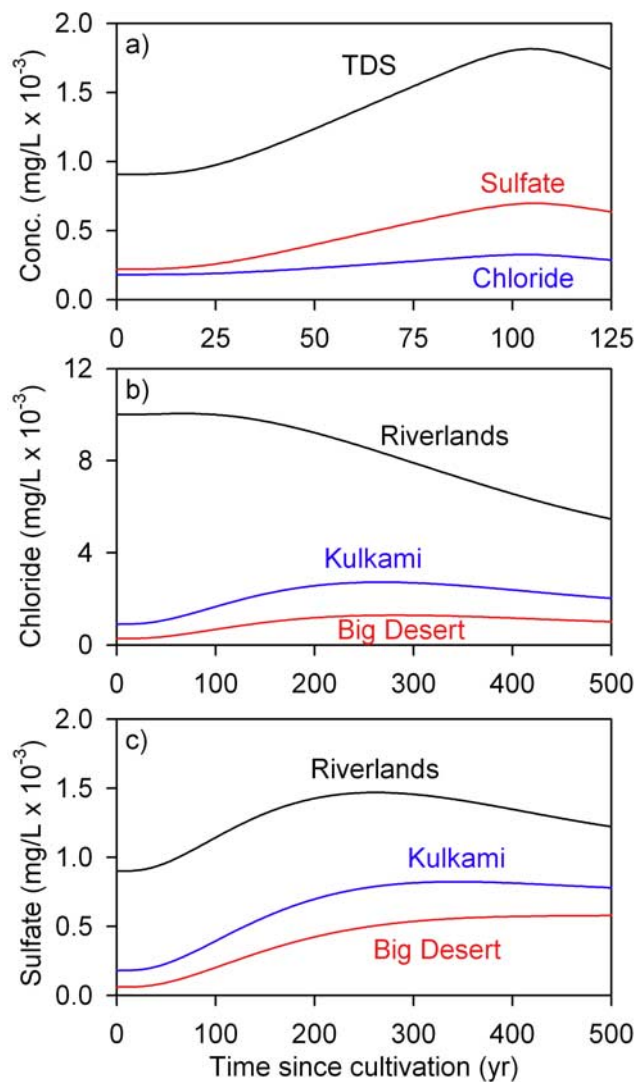 a)
TDS
Sulfate
Chloride
Conc. (mg/L x 10⁻³)
2.0
1.5
1.0
0.5
0.0
0 25 50 75 100 125
b)
Riverlands
Kulkami
Big Desert
Chloride (mg/L x 10⁻³)
12
8
4
0
0 100 200 300 400 500
c)
Riverlands
Kulkami
Big Desert
Sulfate (mg/L x 10⁻³)
2.0
1.5
1.0
0.5
0.0
0 100 200 300 400 500
Time since cultivation (yr)